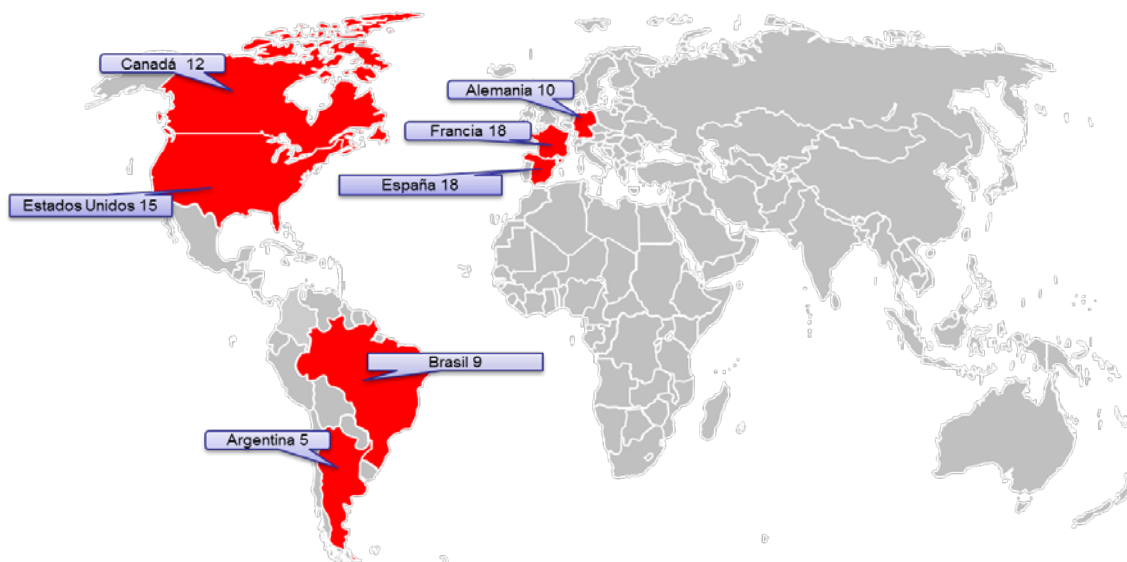 Canadá 12
Alemania 10
Francia 18
España 18
Estados Unidos 15
Brasil 9
Argentina 5